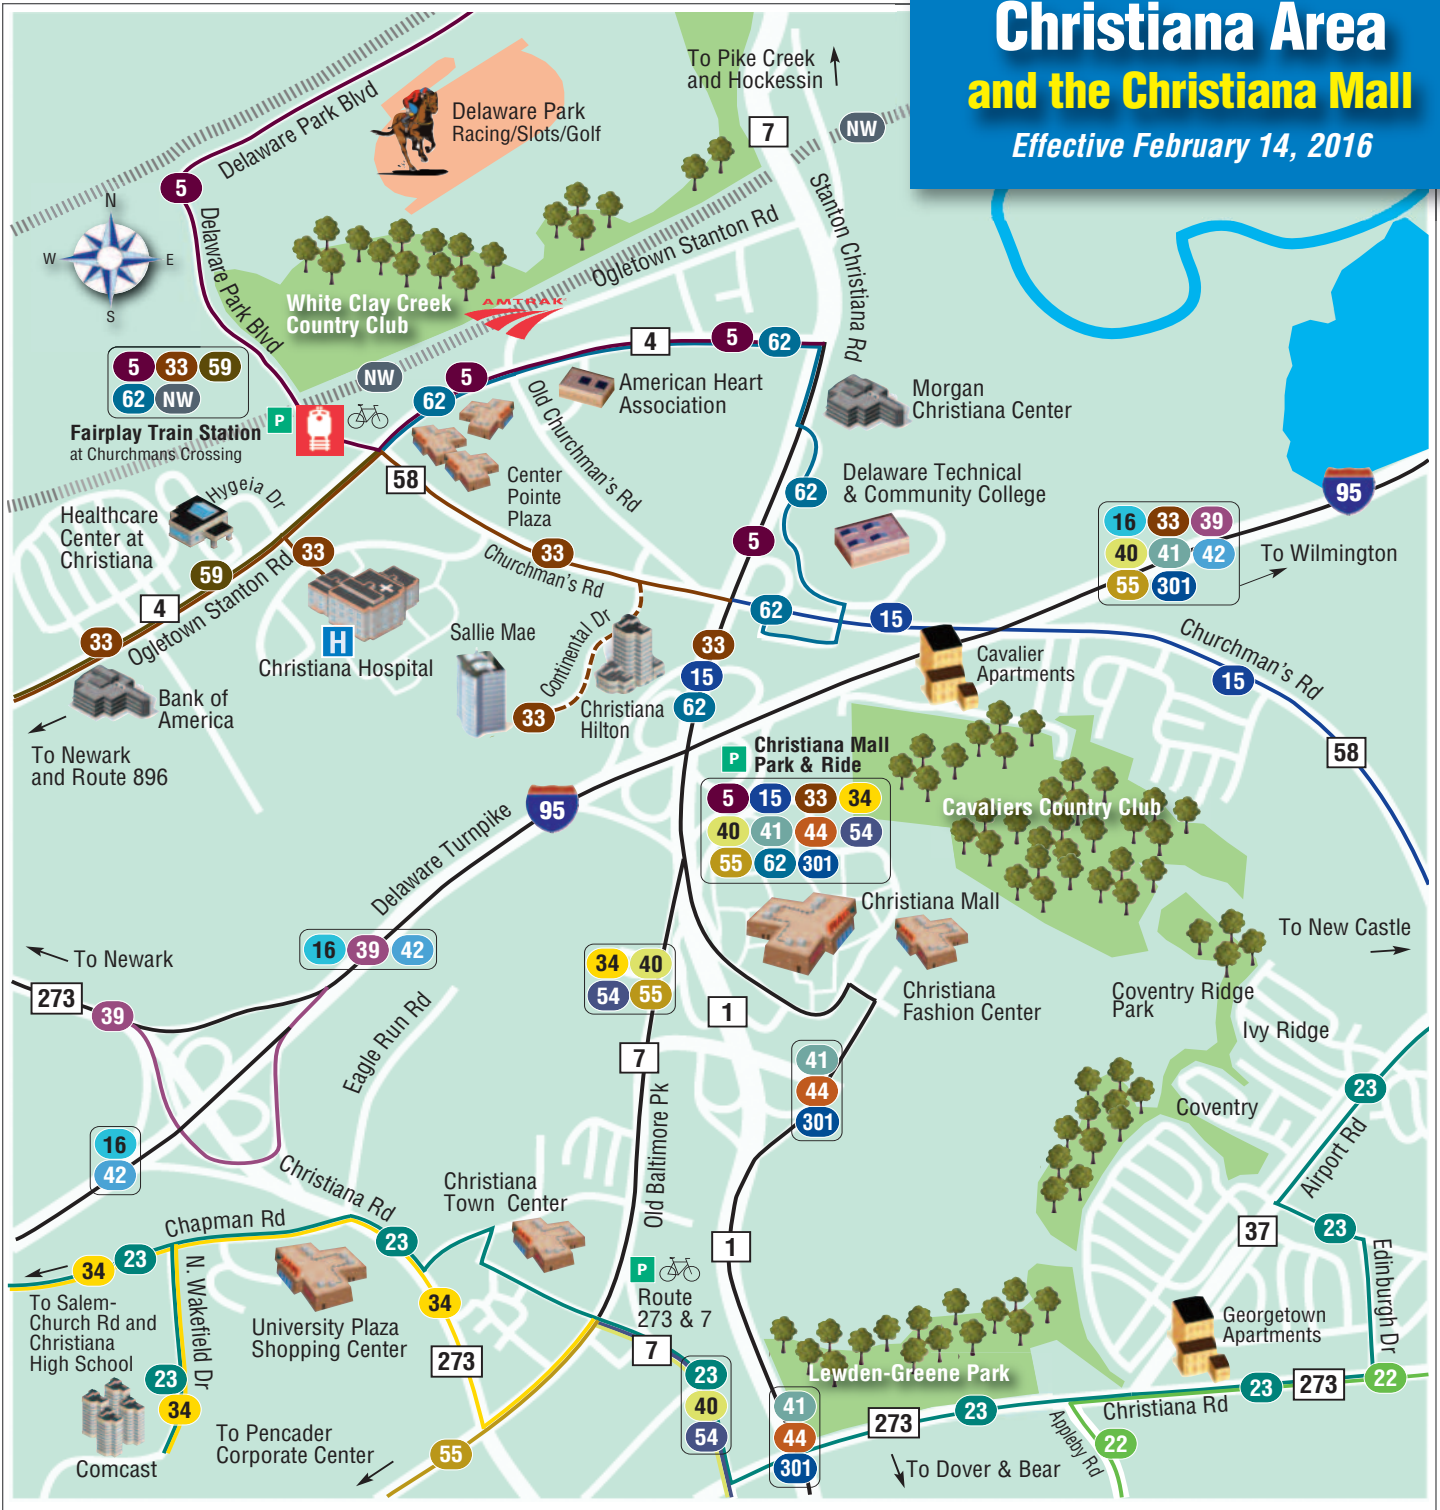 Christiana Area
and the Christiana Mall
Effective February 14, 2016
To Pike Creek
and Hockessin
7
NW
Delaware Park Blvd
Delaware Park
Racing/Slots/Golf
5
N
W
E
S
Delaware Park Blvd
Stanton Christiana Rd
Ogletown Stanton Rd
White Clay Creek
Country Club
AMTRAK
4
5
62
5 33 59
62 NW
NW
5
62
P
Fairplay Train Station
at Churchmans Crossing
American Heart
Association
Old Churchman's Rd
Morgan
Christiana Center
58
Center
Pointe
Plaza
62
Delaware Technical
& Community College
95
Hygeia Dr
Healthcare
Center at
Christiana
33
33
5
Churchman's Rd
16 33 39
40 41 42
55 301
To Wilmington
59
4
33
Ogletown Stanton Rd
H
Christiana Hospital
Sallie Mae
Continental Dr
62
15
33
15
62
Cavalier
Apartments
Churchman's Rd
15
Bank of
America
33
Christiana
Hilton
To Newark
and Route 896
P
Christiana Mall
Park & Ride
58
5 15 33 34
40 41 44 54
55 62 301
Cavaliers Country Club
95
Delaware Turnpike
Christiana Mall
16 39 42
To Newark
34 40
54 55
To New Castle
273
39
1
Christiana
Fashion Center
Coventry Ridge
Park
Ivy Ridge
Eagle Run Rd
7
41
44
301
23
Coventry
16
42
Old Baltimore Pk
Airport Rd
Christiana Rd
Christiana
Town Center
Chapman Rd
23
23
34
1
37
23
Edinburgh Dr
N. Wakefield Dr
P
Route
273 & 7
34
To Salem-
Church Rd and
Christiana
High School
University Plaza
Shopping Center
273
7
Georgetown
Apartments
23
34
23
40
54
Lewden-Greene Park
41
44
301
273
23
23
273
22
Christiana Rd
Appleby Rd
22
To Pencader
Corporate Center
55
Comcast
To Dover & Bear